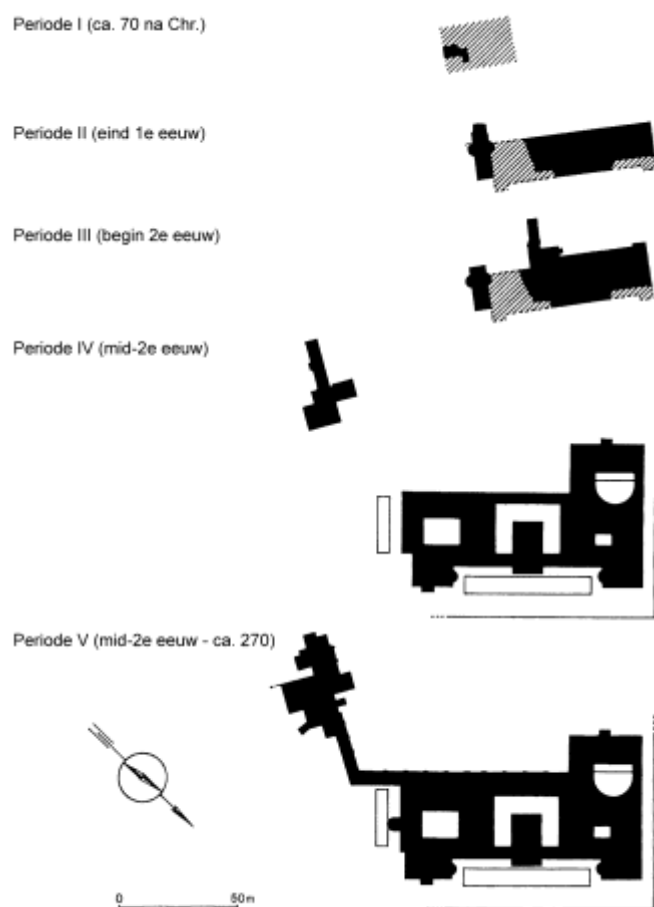 Periode I (ca. 70 na Chr.)
Periode II (eind 1e eeuw)
Periode III (begin 2e eeuw)
Periode IV (mid-2e eeuw)
Periode V (mid-2e eeuw - ca. 270)
0 50m